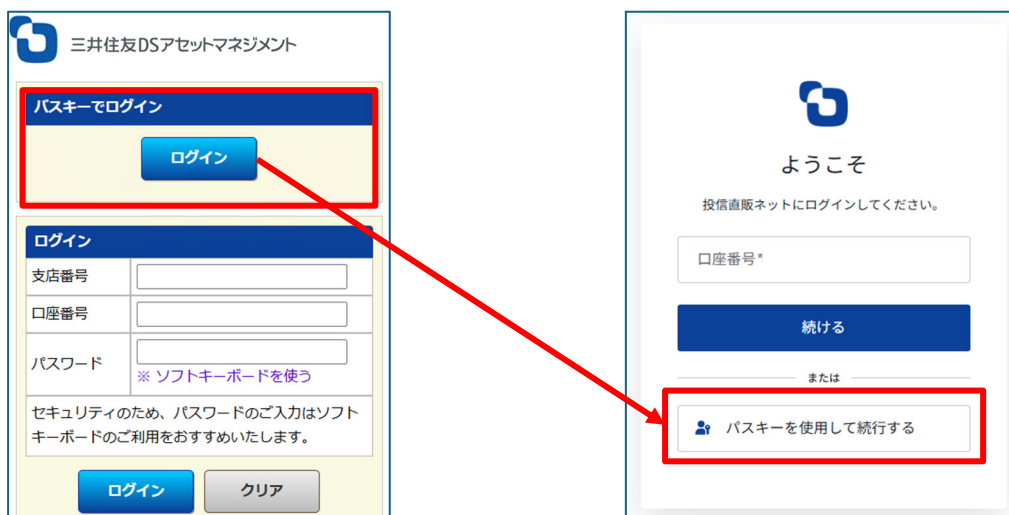 三井住友DSアセットマネジメント
パスキーでログイン
ログイン
ログイン
支店番号
口座番号
パスワード
※ ソフトキーボードを使う
セキュリティのため、パスワードのご入力はソフト
キーボードのご利用をおすすめいたします。
ログイン
クリア
ようこそ
投信直販ネットにログインしてください。
口座番号*
続ける
または
パスキーを使用して続行する